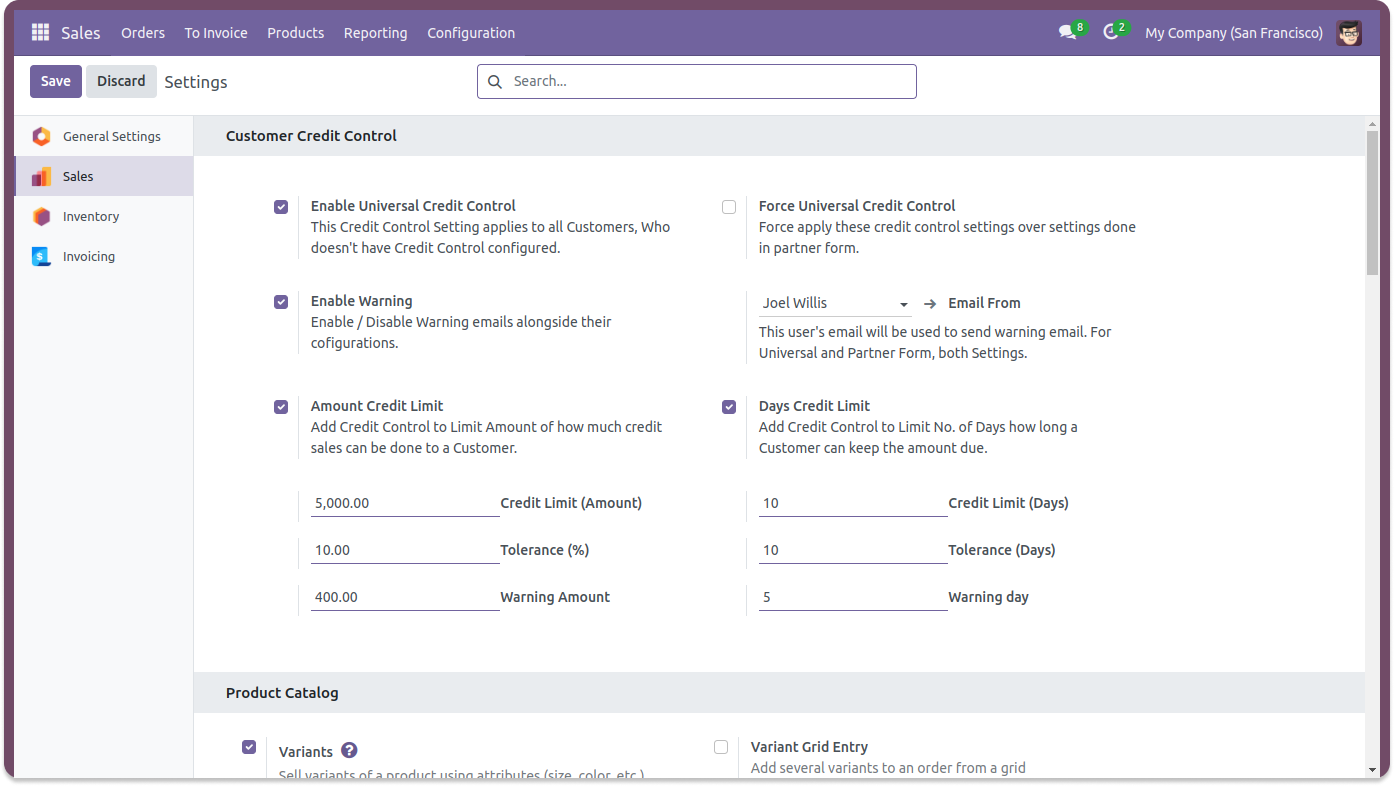 Sales Orders To Invoice Products Reporting Configuration 8 2 My Company (San Francisco)
Save Discard Settings Search...
General Settings
Sales
Inventory
Invoicing
Customer Credit Control
Enable Universal Credit Control
This Credit Control Setting applies to all Customers, Who
doesn't have Credit Control configured.
Force Universal Credit Control
Force apply these credit control settings over settings done
in partner form.
Enable Warning
Enable / Disable Warning emails alongside their
cofigurations.
Joel Willis Email From
This user's email will be used to send warning email. For
Universal and Partner Form, both Settings.
Amount Credit Limit
Add Credit Control to Limit Amount of how much credit
sales can be done to a Customer.
Days Credit Limit
Add Credit Control to Limit No. of Days how long a
Customer can keep the amount due.
5,000.00 Credit Limit (Amount)
10.00 Tolerance (%)
400.00 Warning Amount
10 Credit Limit (Days)
10 Tolerance (Days)
5 Warning day
Product Catalog
Variants ?
Sell variants of a product using attributes (size, color, etc.)
Variant Grid Entry
Add several variants to an order from a grid